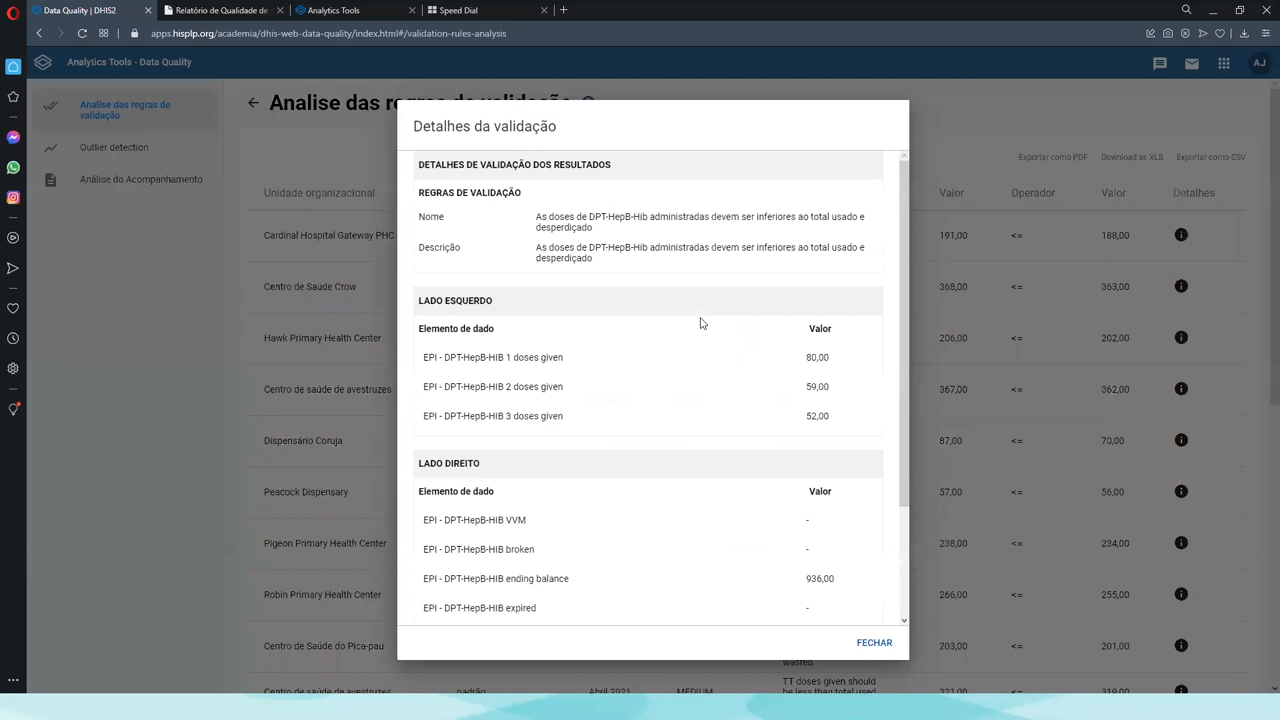 Data Quality | DHIS2
Relatório de Qualidade de
Analytics Tools
Speed Dial
apps.hisplp.org/academia/dhis-web-data-quality/index.html#/validation-rules-analysis
Analytics Tools - Data Quality
AJ
Analise das regras de
validação
Outlier detection
Análise do Acompanhamento
Analise das regras de validação
Exportar como PDF
Download as XLS
Exportar como CSV
Unidade organizacional
Valor
Operador
Valor
Detalhes
Cardinal Hospital Gateway PHC
191,00
<=
188,00
Centro de Saúde Crow
368,00
<=
363,00
Hawk Primary Health Center
206,00
<=
202,00
Centro de saúde de avestruzes
367,00
<=
362,00
Dispensário Coruja
87,00
<=
70,00
Peacock Dispensary
57,00
<=
56,00
Pigeon Primary Health Center
238,00
<=
234,00
Robin Primary Health Center
266,00
<=
255,00
Centro de Saúde do Pica-pau
203,00
<=
201,00
wasted
Centro de saúde de avestruzes
padrão
Abril 2021
MEDIUM
TT doses given should
be less than total used
321,00
<=
319,00
Detalhes da validação
DETALHES DE VALIDAÇÃO DOS RESULTADOS
REGRAS DE VALIDAÇÃO
Nome
As doses de DPT-HepB-Hib administradas devem ser inferiores ao total usado e
desperdiçado
Descrição
As doses de DPT-HepB-Hib administradas devem ser inferiores ao total usado e
desperdiçado
LADO ESQUERDO
Elemento de dado
Valor
EPI - DPT-HepB-HIB 1 doses given
80,00
EPI - DPT-HepB-HIB 2 doses given
59,00
EPI - DPT-HepB-HIB 3 doses given
52,00
LADO DIREITO
Elemento de dado
Valor
EPI - DPT-HepB-HIB VVM
-
EPI - DPT-HepB-HIB broken
-
EPI - DPT-HepB-HIB ending balance
936,00
EPI - DPT-HepB-HIB expired
-
FECHAR